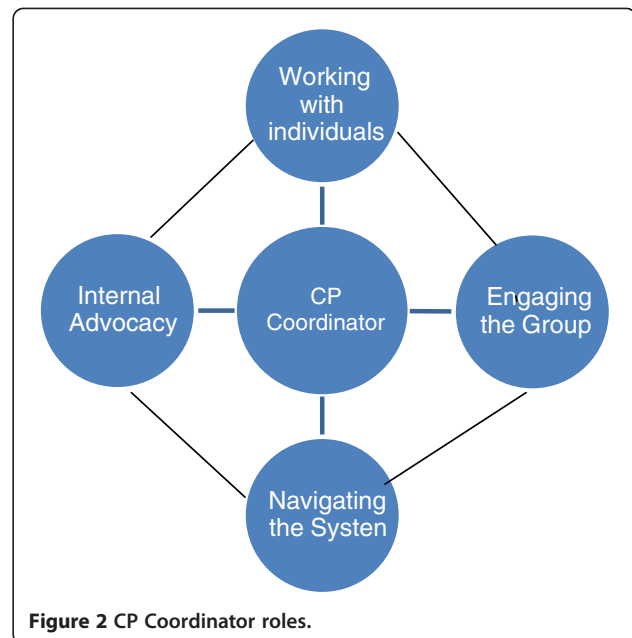 Working
with
individuals
Internal
Advocacy
CP
Coordinator
Engaging
the Group
Navigating
the Systen
Figure 2 CP Coordinator roles.